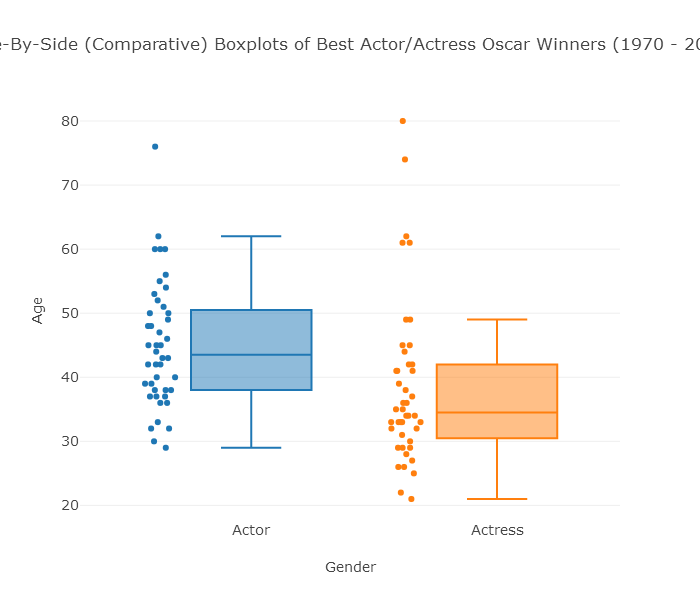 -By-Side (Comparative) Boxplots of Best Actor/Actress Oscar Winners (1970 - 20
80
70
60
50
40
30
20
Age
Actor Actress
Gender